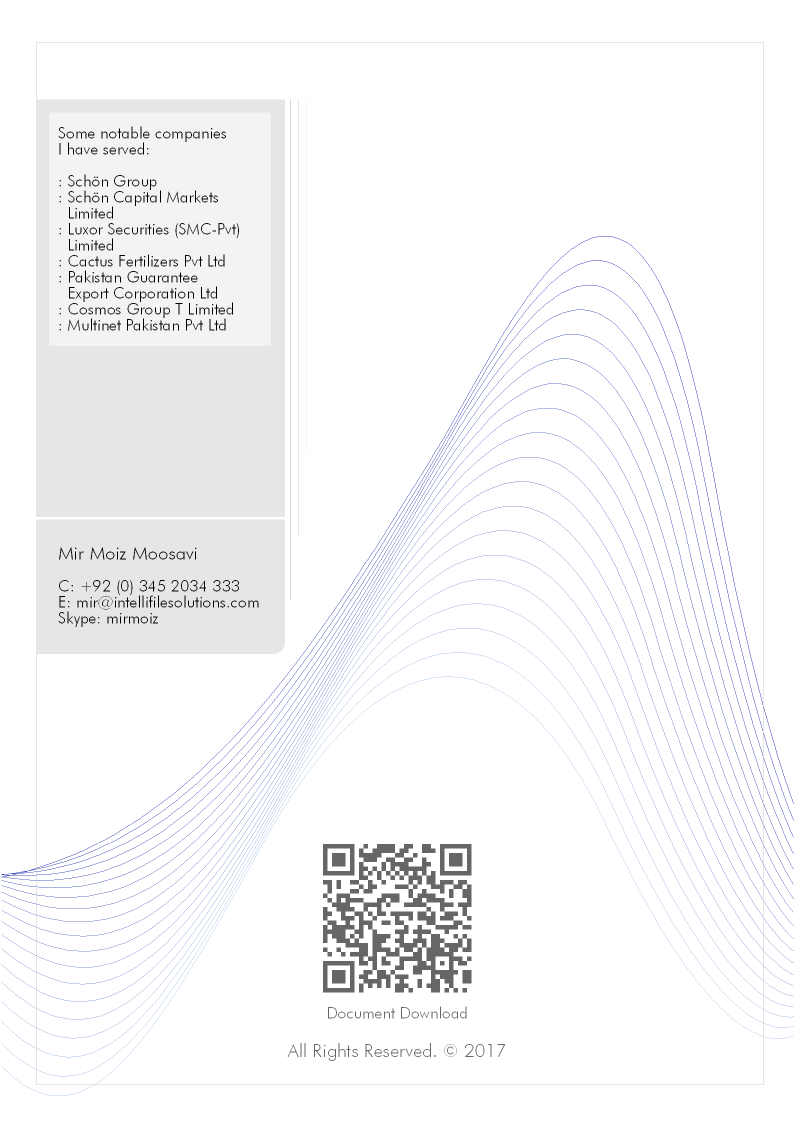 Some notable companies
I have served:
: Schön Group
: Schön Capital Markets
Limited
: Luxor Securities (SMC-Pvt)
Limited
: Cactus Fertilizers Pvt Ltd
: Pakistan Guarantee
Export Corporation Ltd
: Cosmos Group T Limited
: Multinet Pakistan Pvt Ltd
Mir Moiz Moosavi
C: +92 (0) 345 2034 333
E: mir@intellifilesolutions.com
Skype: mirmoiz
Document Download
All Rights Reserved. © 2017